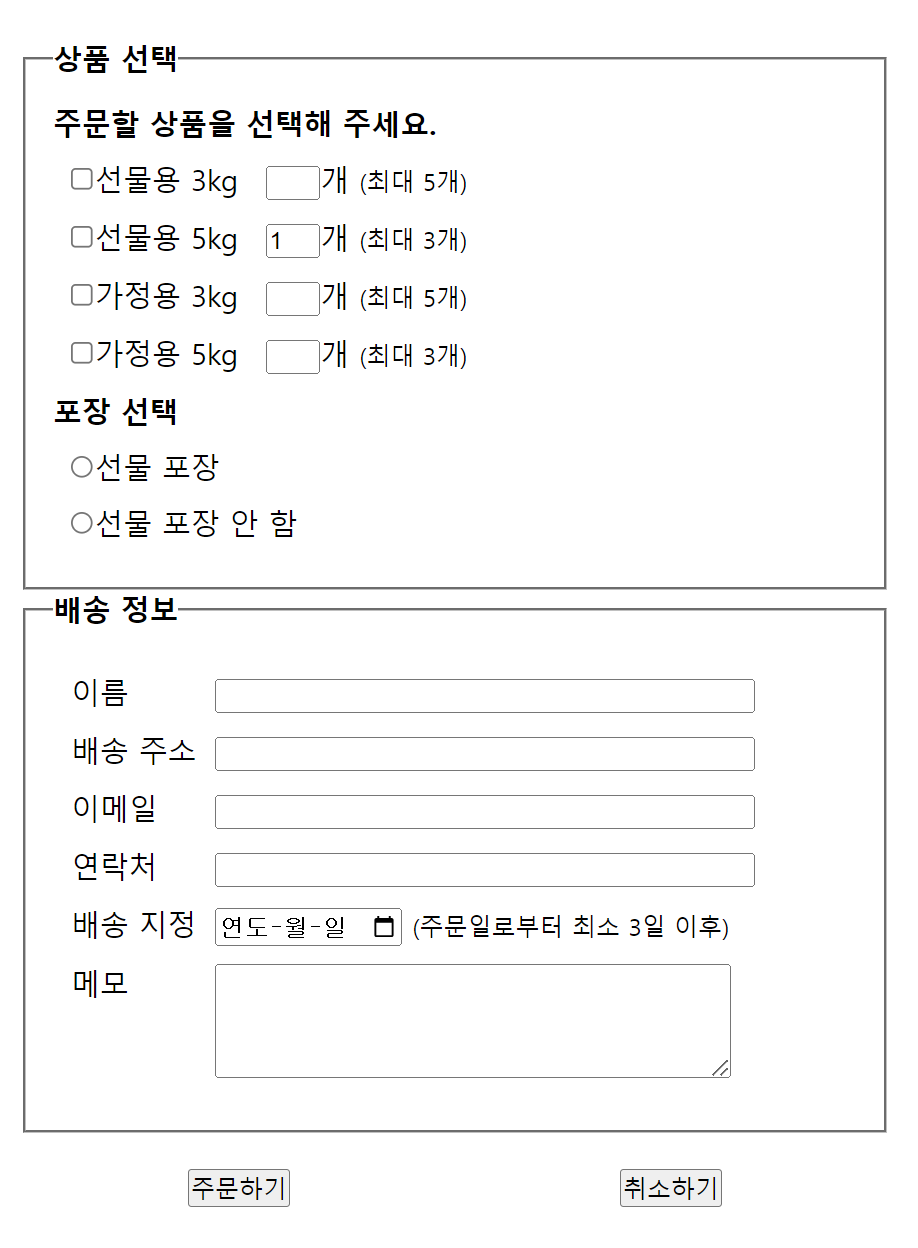 상품 선택
주문할 상품을 선택해 주세요.
선물용 3kg 개 (최대 5개)
선물용 5kg 1 개 (최대 3개)
가정용 3kg 개 (최대 5개)
가정용 5kg 개 (최대 3개)
포장 선택
선물 포장
선물 포장 안 함
배송 정보
이름
배송 주소
이메일
연락처
배송 지정 연도-월-일 (주문일로부터 최소 3일 이후)
메모
주문하기 취소하기